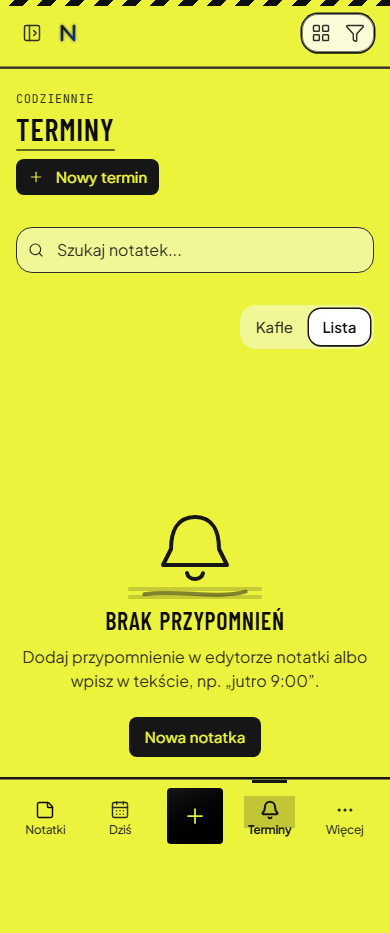 N
CODZIENNIE
TERMINY
Nowy termin
Szukaj notatek...
Kafle Lista
BRAK PRZYPOMNIEŃ
Dodaj przypomnienie w edytorze notatki albo
wpisz w tekście, np. „jutro 9:00”.
Nowa notatka
Notatki Dziś Terminy Więcej